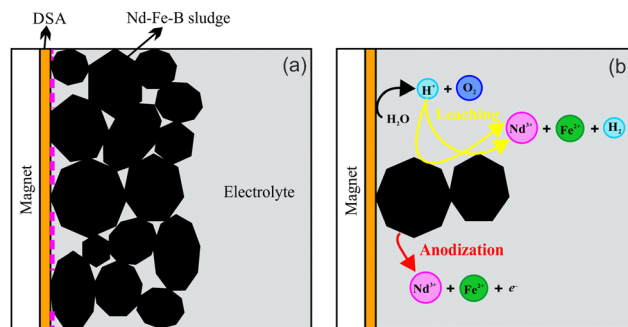 DSA
Nd-Fe-B sludge
(a)
Magnet
Electrolyte
(b)
H⁺ + O₂
H₂O
Leaching
Nd³⁺ + Fe²⁺ + H₂
Magnet
Anodization
Nd³⁺ + Fe²⁺ + e⁻